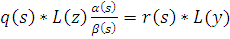 q(s) * L(z) α(s)/β(s) = r(s) * L(y)